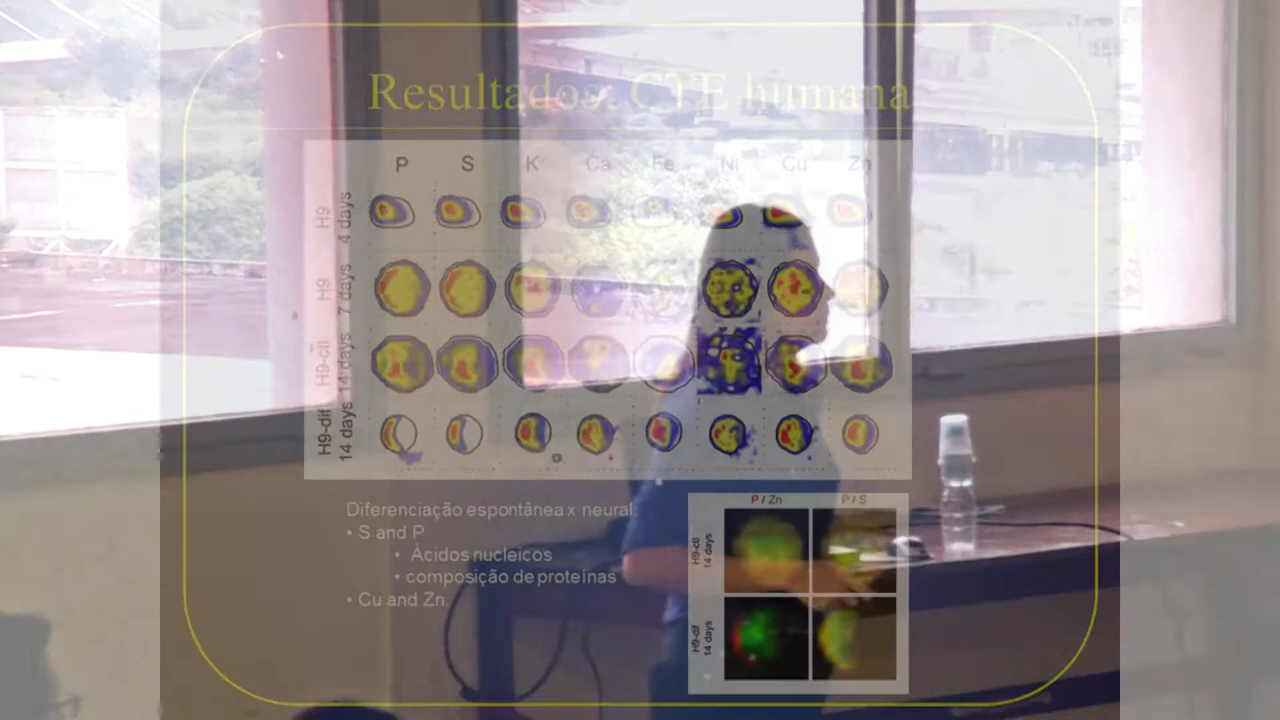 Resultados: CTE humana
P S K Ca Fe Ni Cu Zn
H9
4 days
H9
7 days
H9-ctl
14 days
H9-dif
14 days
Diferenciação espontânea x neural:
• S and P
• Ácidos nucleicos
• composição de proteínas
• Cu and Zn.
P / Zn P / S
H9-ctl
14 days
H9-dif
14 days